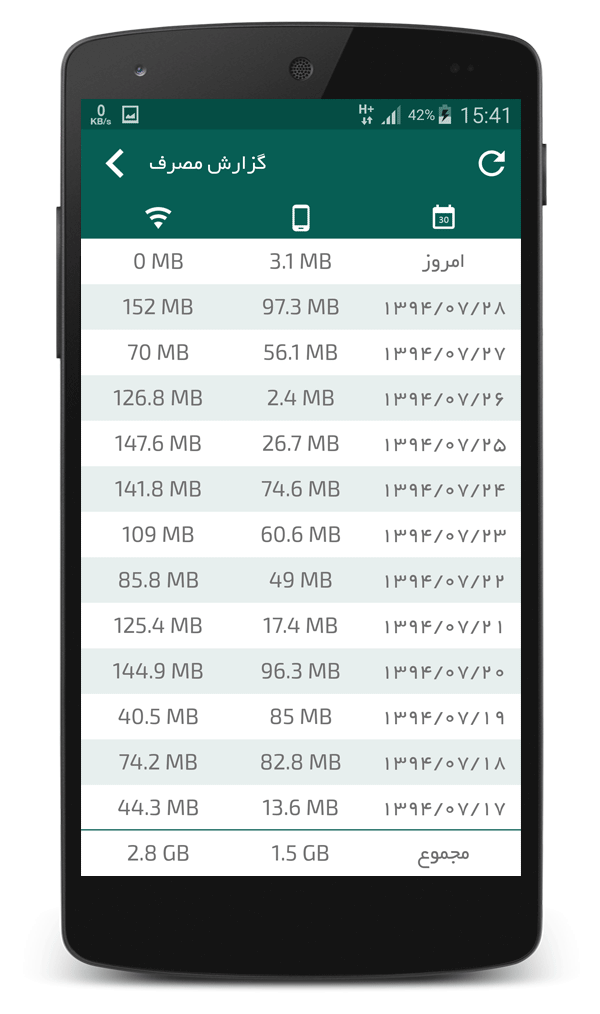 0 KB/s H+ 42% 15:41
گزارش مصرف
30
0 MB 3.1 MB امروز
152 MB 97.3 MB ۱۳۹۴/۰۷/۲۸
70 MB 56.1 MB ۱۳۹۴/۰۷/۲۷
126.8 MB 2.4 MB ۱۳۹۴/۰۷/۲۶
147.6 MB 26.7 MB ۱۳۹۴/۰۷/۲۵
141.8 MB 74.6 MB ۱۳۹۴/۰۷/۲۴
109 MB 60.6 MB ۱۳۹۴/۰۷/۲۳
85.8 MB 49 MB ۱۳۹۴/۰۷/۲۲
125.4 MB 17.4 MB ۱۳۹۴/۰۷/۲۱
144.9 MB 96.3 MB ۱۳۹۴/۰۷/۲۰
40.5 MB 85 MB ۱۳۹۴/۰۷/۱۹
74.2 MB 82.8 MB ۱۳۹۴/۰۷/۱۸
44.3 MB 13.6 MB ۱۳۹۴/۰۷/۱۷
2.8 GB 1.5 GB مجموع